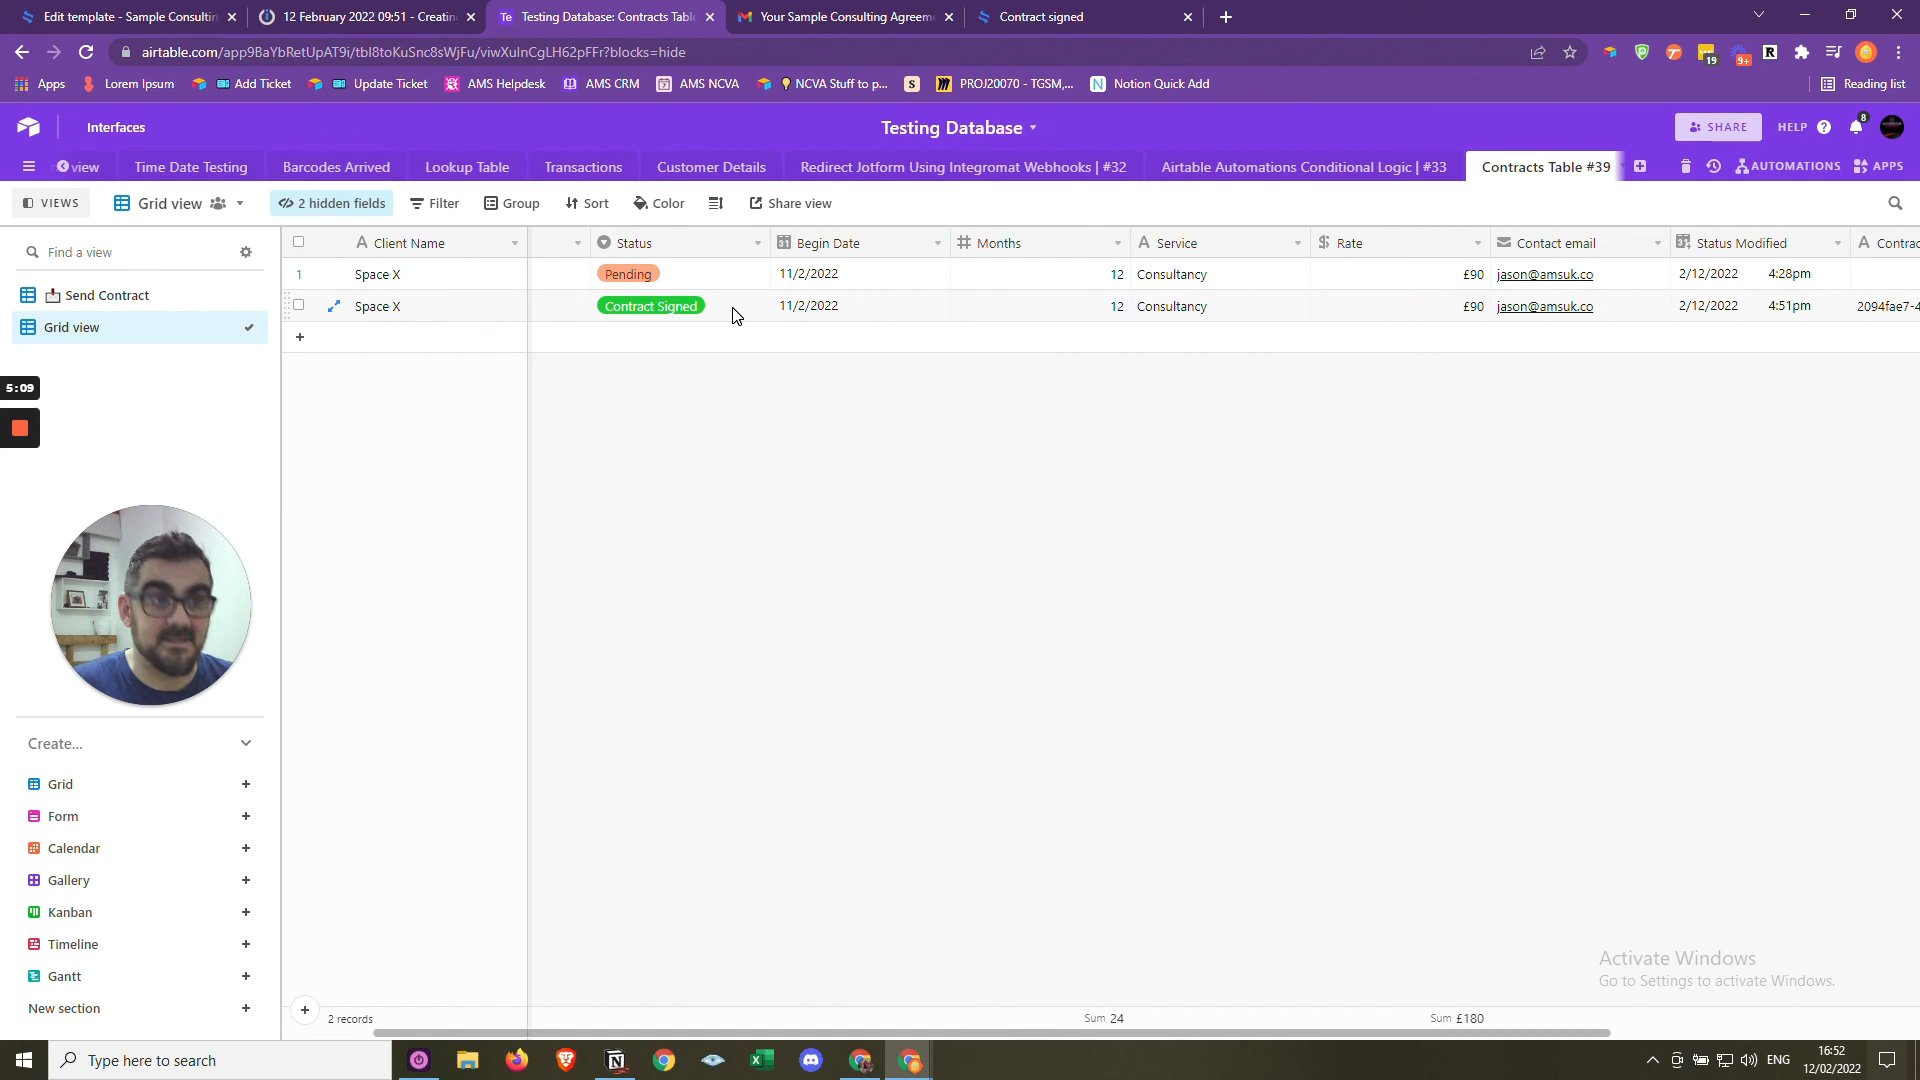 Edit template - Sample Consultin
12 February 2022 09:51 - Creatin
Te Testing Database: Contracts Tabl
Your Sample Consulting Agreem
Contract signed
airtable.com/app9BaYbRetUpAT9i/tbl8toKuSnc8sWjFu/viwXulnCgLH62pFFr?blocks=hide
19
9+
Apps
Lorem Ipsum
Add Ticket
Update Ticket
AMS Helpdesk
AMS CRM
AMS NCVA
NCVA Stuff to p...
S
PROJ20070 - TGSM,...
Notion Quick Add
Reading list
Interfaces
Testing Database
SHARE
HELP
8
view
Time Date Testing
Barcodes Arrived
Lookup Table
Transactions
Customer Details
Redirect Jotform Using Integromat Webhooks | #32
Airtable Automations Conditional Logic | #33
Contracts Table #39
AUTOMATIONS
APPS
VIEWS
Grid view
2 hidden fields
Filter
Group
Sort
Color
Share view
Find a view
Send Contract
Grid view
5:09
Client Name
Status
Begin Date
Months
Service
Rate
Contact email
Status Modified
Contrac
1 Space X Pending 11/2/2022 12 Consultancy £90 jason@amsuk.co 2/12/2022 4:28pm
Space X Contract Signed 11/2/2022 12 Consultancy £90 jason@amsuk.co 2/12/2022 4:51pm 2094fae7-4
Create...
Grid
Form
Calendar
Gallery
Kanban
Timeline
Gantt
New section
2 records
Sum 24
Sum £180
Activate Windows
Go to Settings to activate Windows.
Type here to search
ENG
16:52
12/02/2022